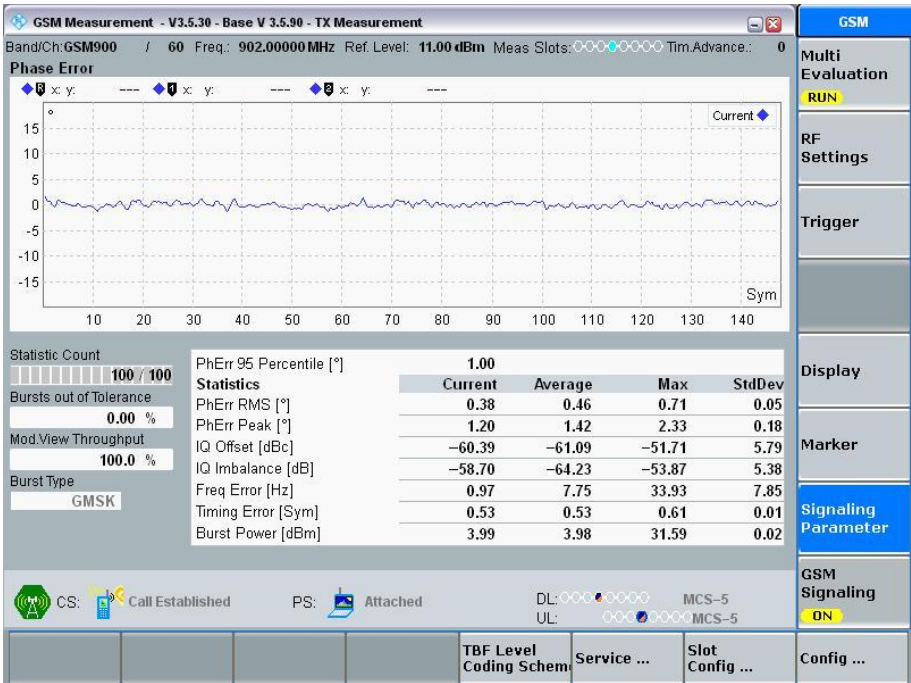 GSM Measurement - V3.5.30 - Base V 3.5.90 - TX Measurement
GSM
Band/Ch:GSM900 / 60 Freq.: 902.00000 MHz Ref. Level: 11.00 dBm Meas Slots: Tim.Advance.: 0
Phase Error
R x: y: --- 1 x: y: --- 2 x: y: ---
°
Current
15
10
5
0
-5
-10
-15
Sym
10 20 30 40 50 60 70 80 90 100 110 120 130 140
Statistic Count
100 / 100
Bursts out of Tolerance
0.00 %
Mod.View Throughput
100.0 %
Burst Type
GMSK
PhErr 95 Percentile [°] 1.00
Statistics Current Average Max StdDev
PhErr RMS [°] 0.38 0.46 0.71 0.05
PhErr Peak [°] 1.20 1.42 2.33 0.18
IQ Offset [dBc] −60.39 −61.09 −51.71 5.79
IQ Imbalance [dB] −58.70 −64.23 −53.87 5.38
Freq Error [Hz] 0.97 7.75 33.93 7.85
Timing Error [Sym] 0.53 0.53 0.61 0.01
Burst Power [dBm] 3.99 3.98 31.59 0.02
CS: Call Established PS: Attached
DL: MCS−5
UL: MCS−5
Multi
Evaluation
RUN
RF
Settings
Trigger
Display
Marker
Signaling
Parameter
GSM
Signaling
ON
TBF Level
Coding Schem
Service ...
Slot
Config ...
Config ...